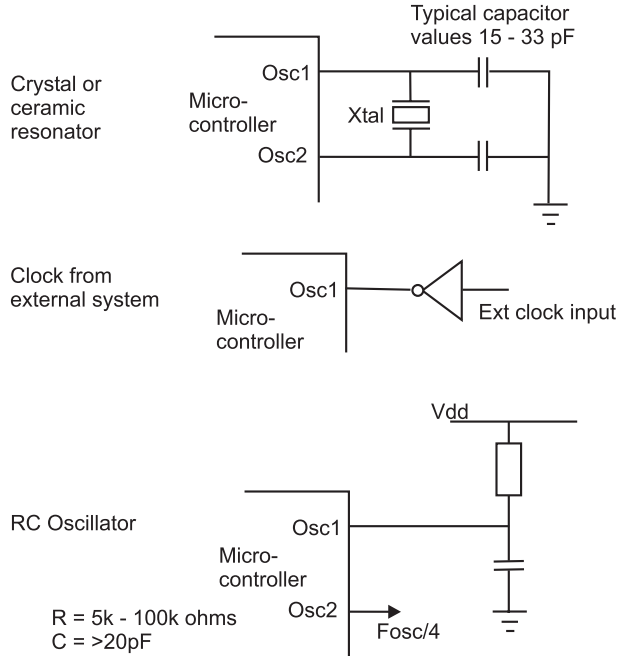 Typical capacitor
values 15 - 33 pF
Crystal or
ceramic
resonator
Osc1
Micro-
controller
Xtal
Osc2
Clock from
external system
Osc1
Micro-
controller
Ext clock input
Vdd
RC Oscillator
Osc1
Micro-
controller
Osc2
Fosc/4
R = 5k - 100k ohms
C = >20pF